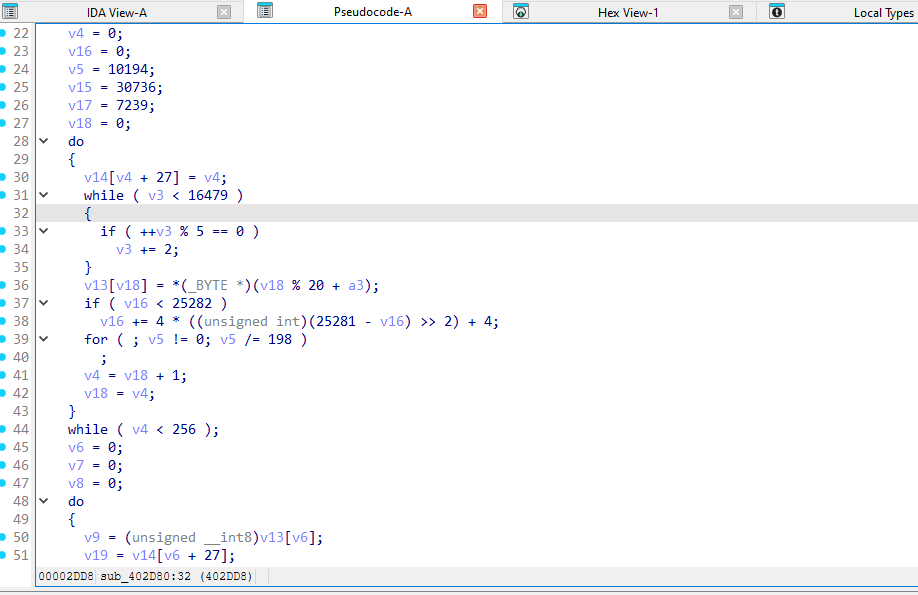 IDA View-A Pseudocode-A Hex View-1 Local Types
22 v4 = 0;
23 v16 = 0;
24 v5 = 10194;
25 v15 = 30736;
26 v17 = 7239;
27 v18 = 0;
28 do
29 {
30 v14[v4 + 27] = v4;
31 while ( v3 < 16479 )
32 {
33 if ( ++v3 % 5 == 0 )
34 v3 += 2;
35 }
36 v13[v18] = *(_BYTE *)(v18 % 20 + a3);
37 if ( v16 < 25282 )
38 v16 += 4 * ((unsigned int)(25281 - v16) >> 2) + 4;
39 for ( ; v5 != 0; v5 /= 198 )
40 ;
41 v4 = v18 + 1;
42 v18 = v4;
43 }
44 while ( v4 < 256 );
45 v6 = 0;
46 v7 = 0;
47 v8 = 0;
48 do
49 {
50 v9 = (unsigned __int8)v13[v6];
51 v19 = v14[v6 + 27];
00002DD8 sub_402D80:32 (402DD8)